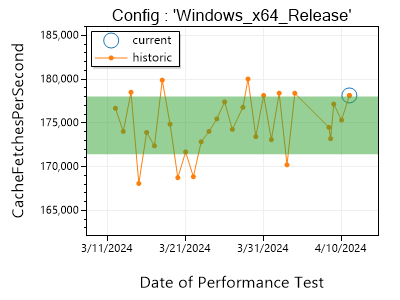 Config : 'Windows_x64_Release'
current
historic
185,000
180,000
175,000
170,000
165,000
CacheFetchesPerSecond
3/11/2024
3/21/2024
3/31/2024
4/10/2024
Date of Performance Test